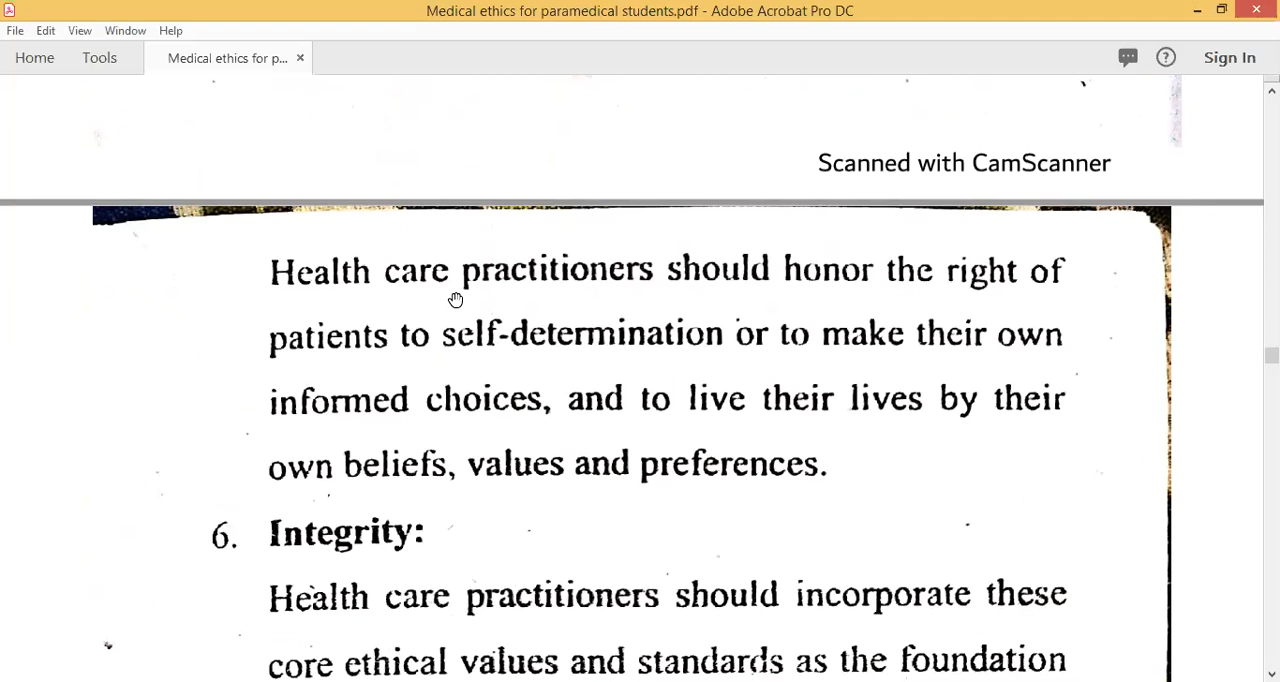 Medical ethics for paramedical students.pdf - Adobe Acrobat Pro DC
File Edit View Window Help
Home Tools Medical ethics for p... × Sign In
Scanned with CamScanner
Health care practitioners should honor the right of
patients to self-determination or to make their own
informed choices, and to live their lives by their
own beliefs, values and preferences.
6. Integrity:
Health care practitioners should incorporate these
core ethical values and standards as the foundation